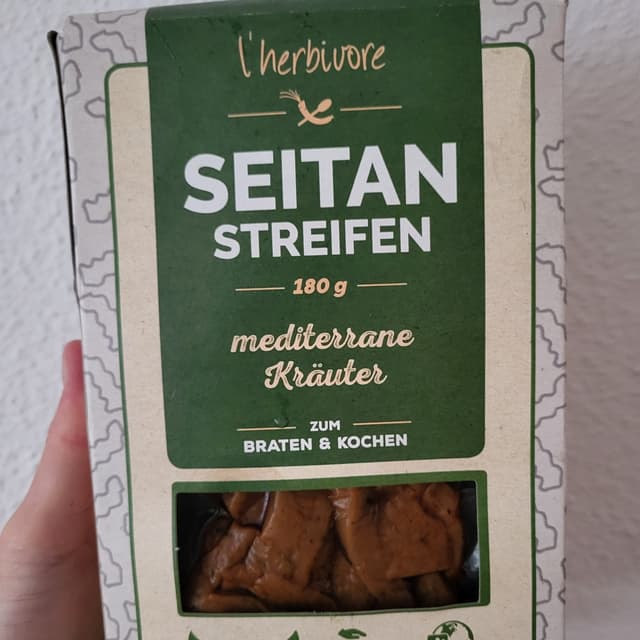 l'herbivore
SEITAN
STREIFEN
180 g
mediterrane
Kräuter
ZUM
BRATEN & KOCHEN